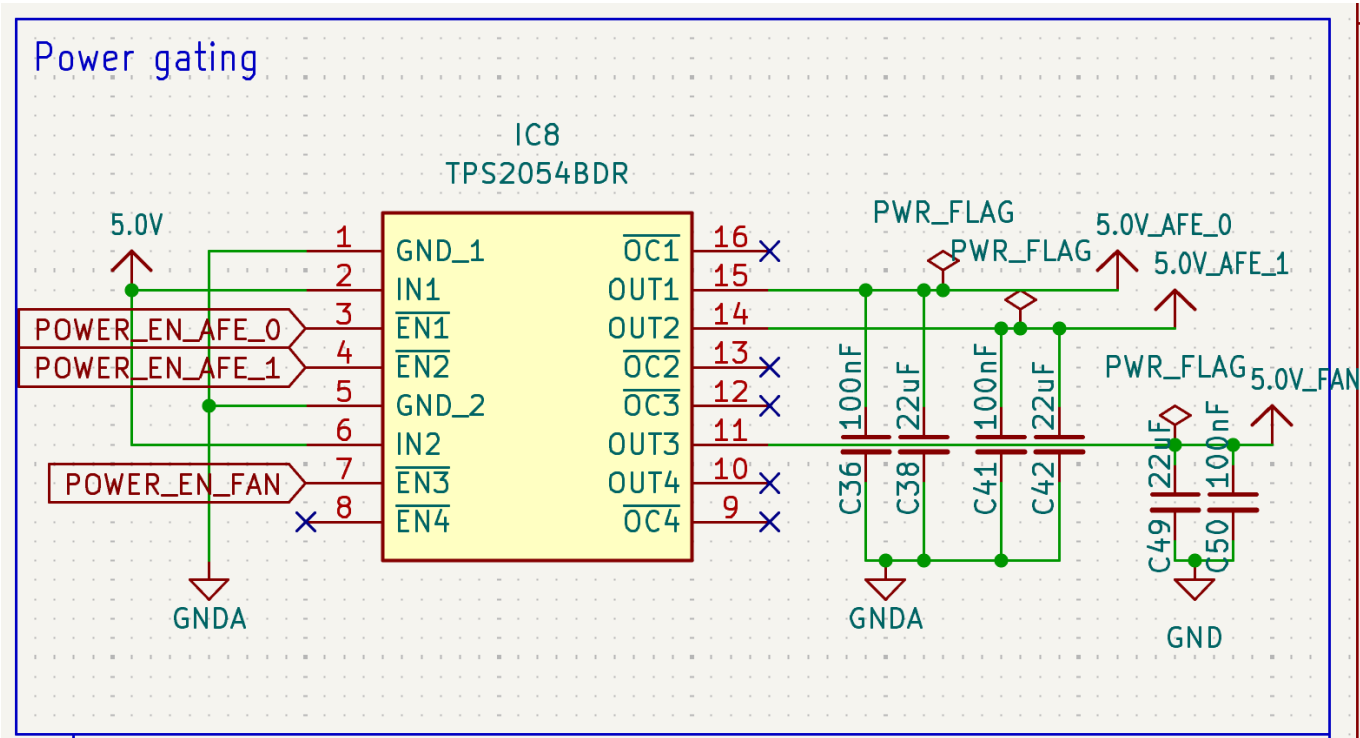 Power gating
IC8
TPS2054BDR
5.0V
PWR_FLAG
5.0V_AFE_0
PWR_FLAG
5.0V_AFE_1
1 GND_1 OC1 16
2 IN1 OUT1 15
POWER_EN_AFE_0 3 EN1 OUT2 14
POWER_EN_AFE_1 4 EN2 OC2 13
5 GND_2 OC3 12
6 IN2 OUT3 11
POWER_EN_FAN 7 EN3 OUT4 10
8 EN4 OC4 9
100nF
22uF
100nF
22uF
PWR_FLAG
5.0V_FAN
22uF
100nF
C36
C38
C41
C42
C49
C50
GNDA
GNDA
GND